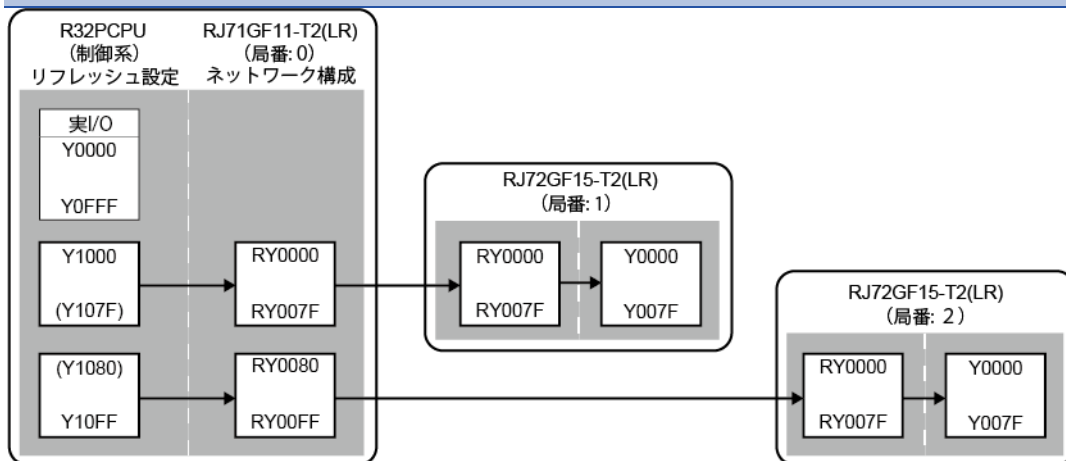 R32PCPU
（制御系）
リフレッシュ設定
RJ71GF11-T2(LR)
（局番: 0）
ネットワーク構成
実I/O
Y0000
Y0FFF
Y1000
(Y107F)
RY0000
RY007F
(Y1080)
Y10FF
RY0080
RY00FF
RJ72GF15-T2(LR)
（局番: 1）
RY0000
RY007F
Y0000
Y007F
RJ72GF15-T2(LR)
（局番: 2）
RY0000
RY007F
Y0000
Y007F